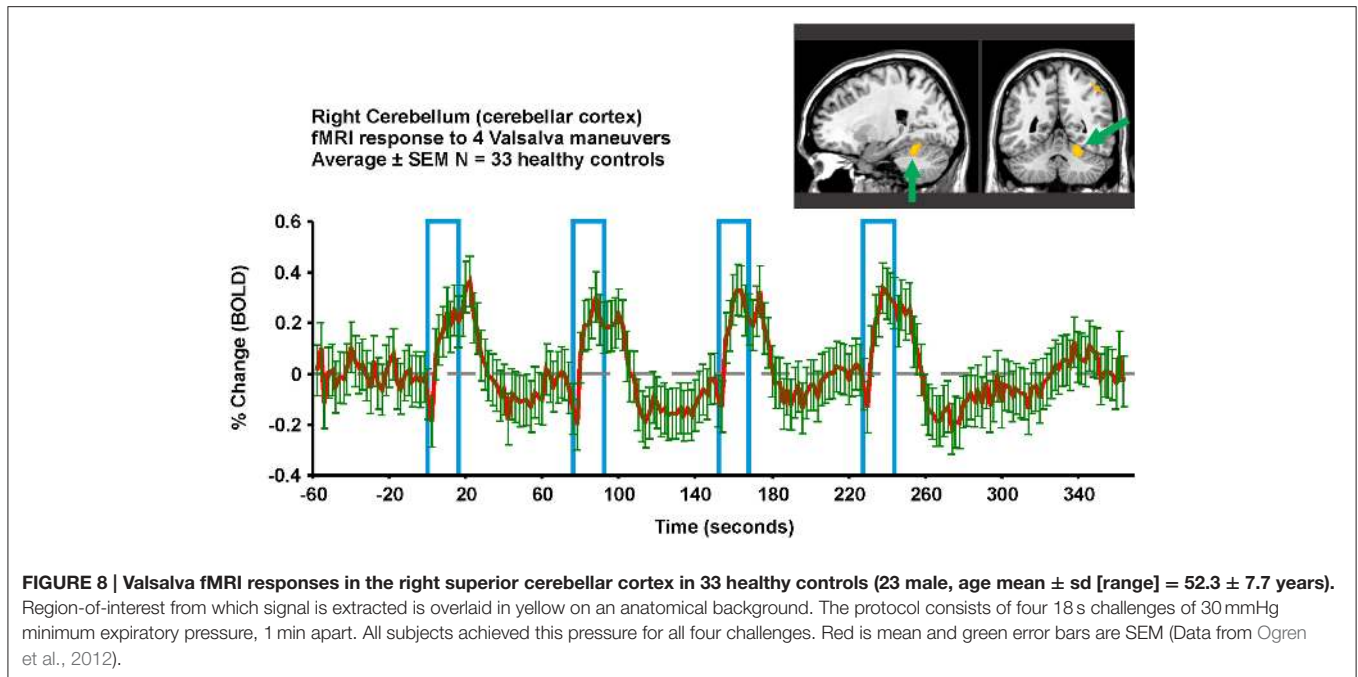 Right Cerebellum (cerebellar cortex)
fMRI response to 4 Valsalva maneuvers
Average ± SEM N = 33 healthy controls
% Change (BOLD)
0.6
0.4
0.2
0
-0.2
-0.4
-60 -20 20 60 100 140 180 220 260 300 340
Time (seconds)
FIGURE 8 | Valsalva fMRI responses in the right superior cerebellar cortex in 33 healthy controls (23 male, age mean ± sd [range] = 52.3 ± 7.7 years).
Region-of-interest from which signal is extracted is overlaid in yellow on an anatomical background. The protocol consists of four 18 s challenges of 30 mmHg
minimum expiratory pressure, 1 min apart. All subjects achieved this pressure for all four challenges. Red is mean and green error bars are SEM (Data from Ogren
et al., 2012).